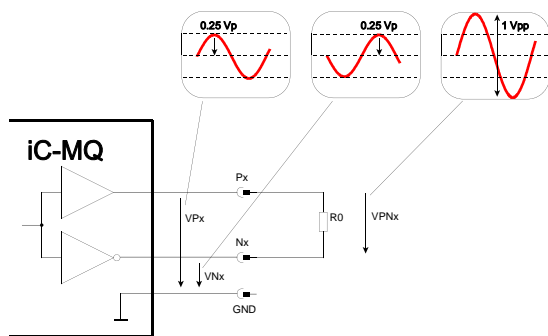 0.25 Vp
0.25 Vp
1 Vpp
iC-MQ
Px
VPx
R0
VPNx
Nx
VNx
GND